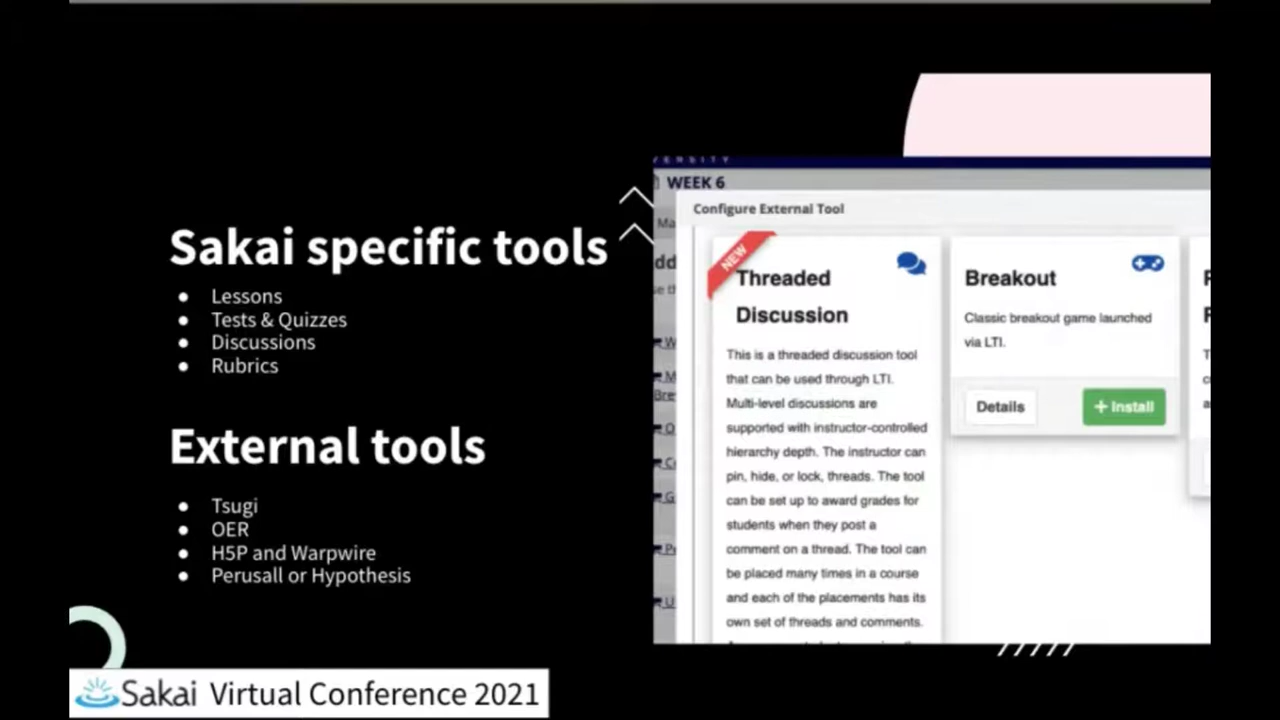 Sakai specific tools
Lessons
Tests & Quizzes
Discussions
Rubrics
External tools
Tsugi
OER
H5P and Warpwire
Perusall or Hypothesis
WEEK 6
Configure External Tool
NEW
Threaded
Discussion
This is a threaded discussion tool
that can be used through LTI.
Multi-level discussions are
supported with instructor-controlled
hierarchy depth. The instructor can
pin, hide, or lock, threads. The tool
can be set up to award grades for
students when they post a
comment on a thread. The tool can
be placed many times in a course
and each of the placements has its
own set of threads and comments.
Breakout
Classic breakout game launched
via LTI.
Details
+ Install
Sakai Virtual Conference 2021